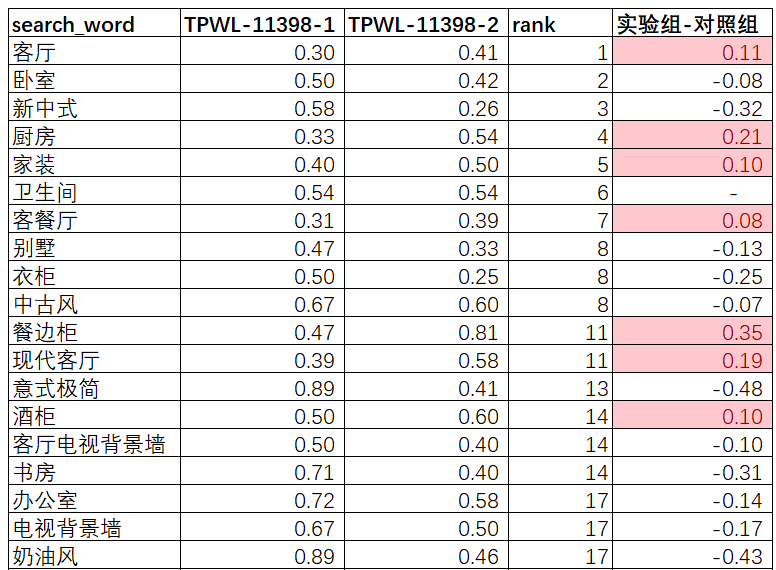 search_word TPWL-11398-1 TPWL-11398-2 rank 实验组-对照组
客厅 0.30 0.41 1 0.11
卧室 0.50 0.42 2 -0.08
新中式 0.58 0.26 3 -0.32
厨房 0.33 0.54 4 0.21
家装 0.40 0.50 5 0.10
卫生间 0.54 0.54 6 -
客餐厅 0.31 0.39 7 0.08
别墅 0.47 0.33 8 -0.13
衣柜 0.50 0.25 8 -0.25
中古风 0.67 0.60 8 -0.07
餐边柜 0.47 0.81 11 0.35
现代客厅 0.39 0.58 11 0.19
意式极简 0.89 0.41 13 -0.48
酒柜 0.50 0.60 14 0.10
客厅电视背景墙 0.50 0.40 14 -0.10
书房 0.71 0.40 14 -0.31
办公室 0.72 0.58 17 -0.14
电视背景墙 0.67 0.50 17 -0.17
奶油风 0.89 0.46 17 -0.43